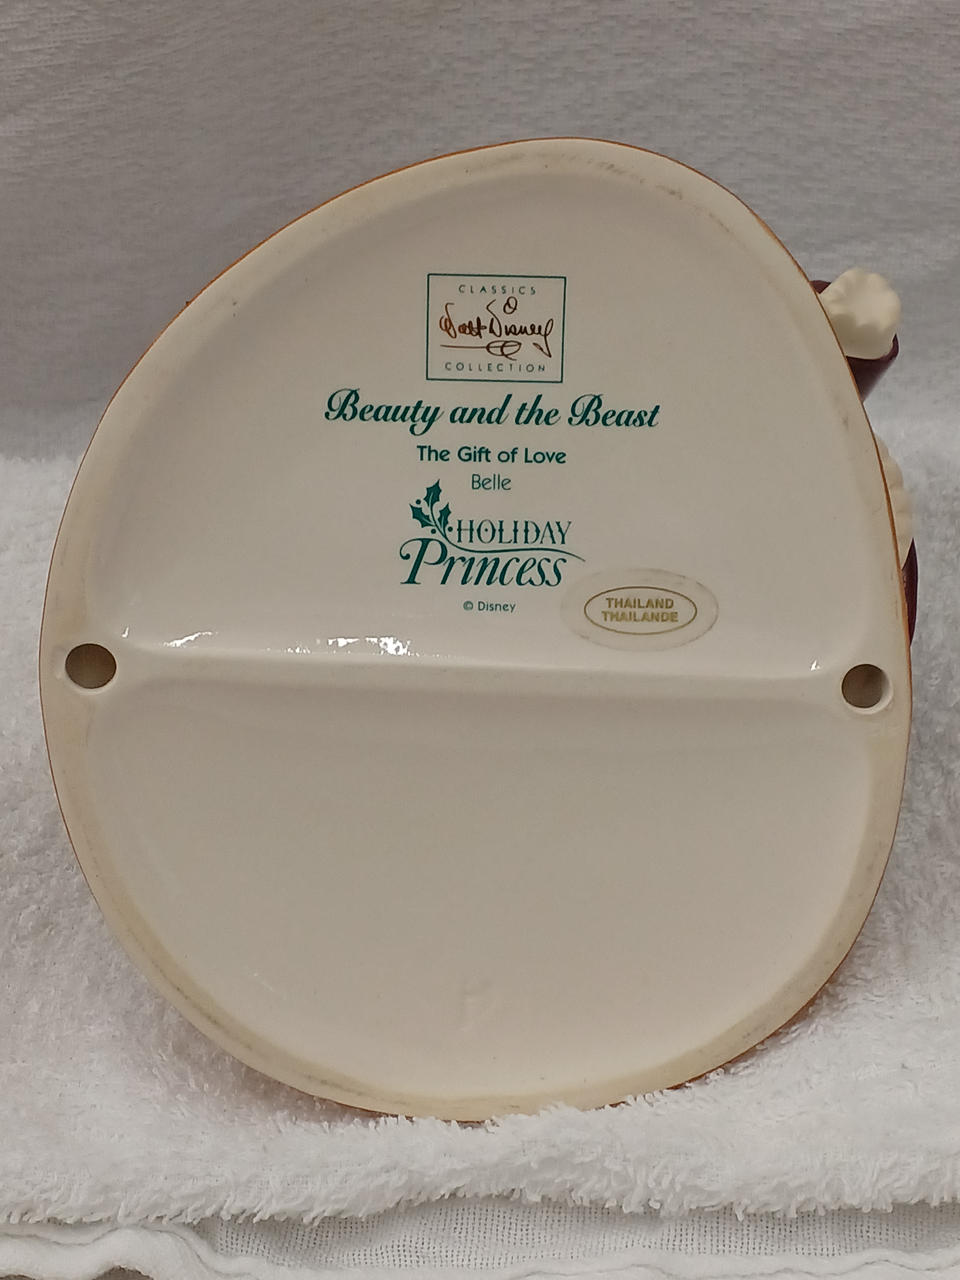 CLASSICS
Walt Disney
COLLECTION
Beauty and the Beast
The Gift of Love
Belle
HOLIDAY
Princess
© Disney
THAILAND
THAILANDE